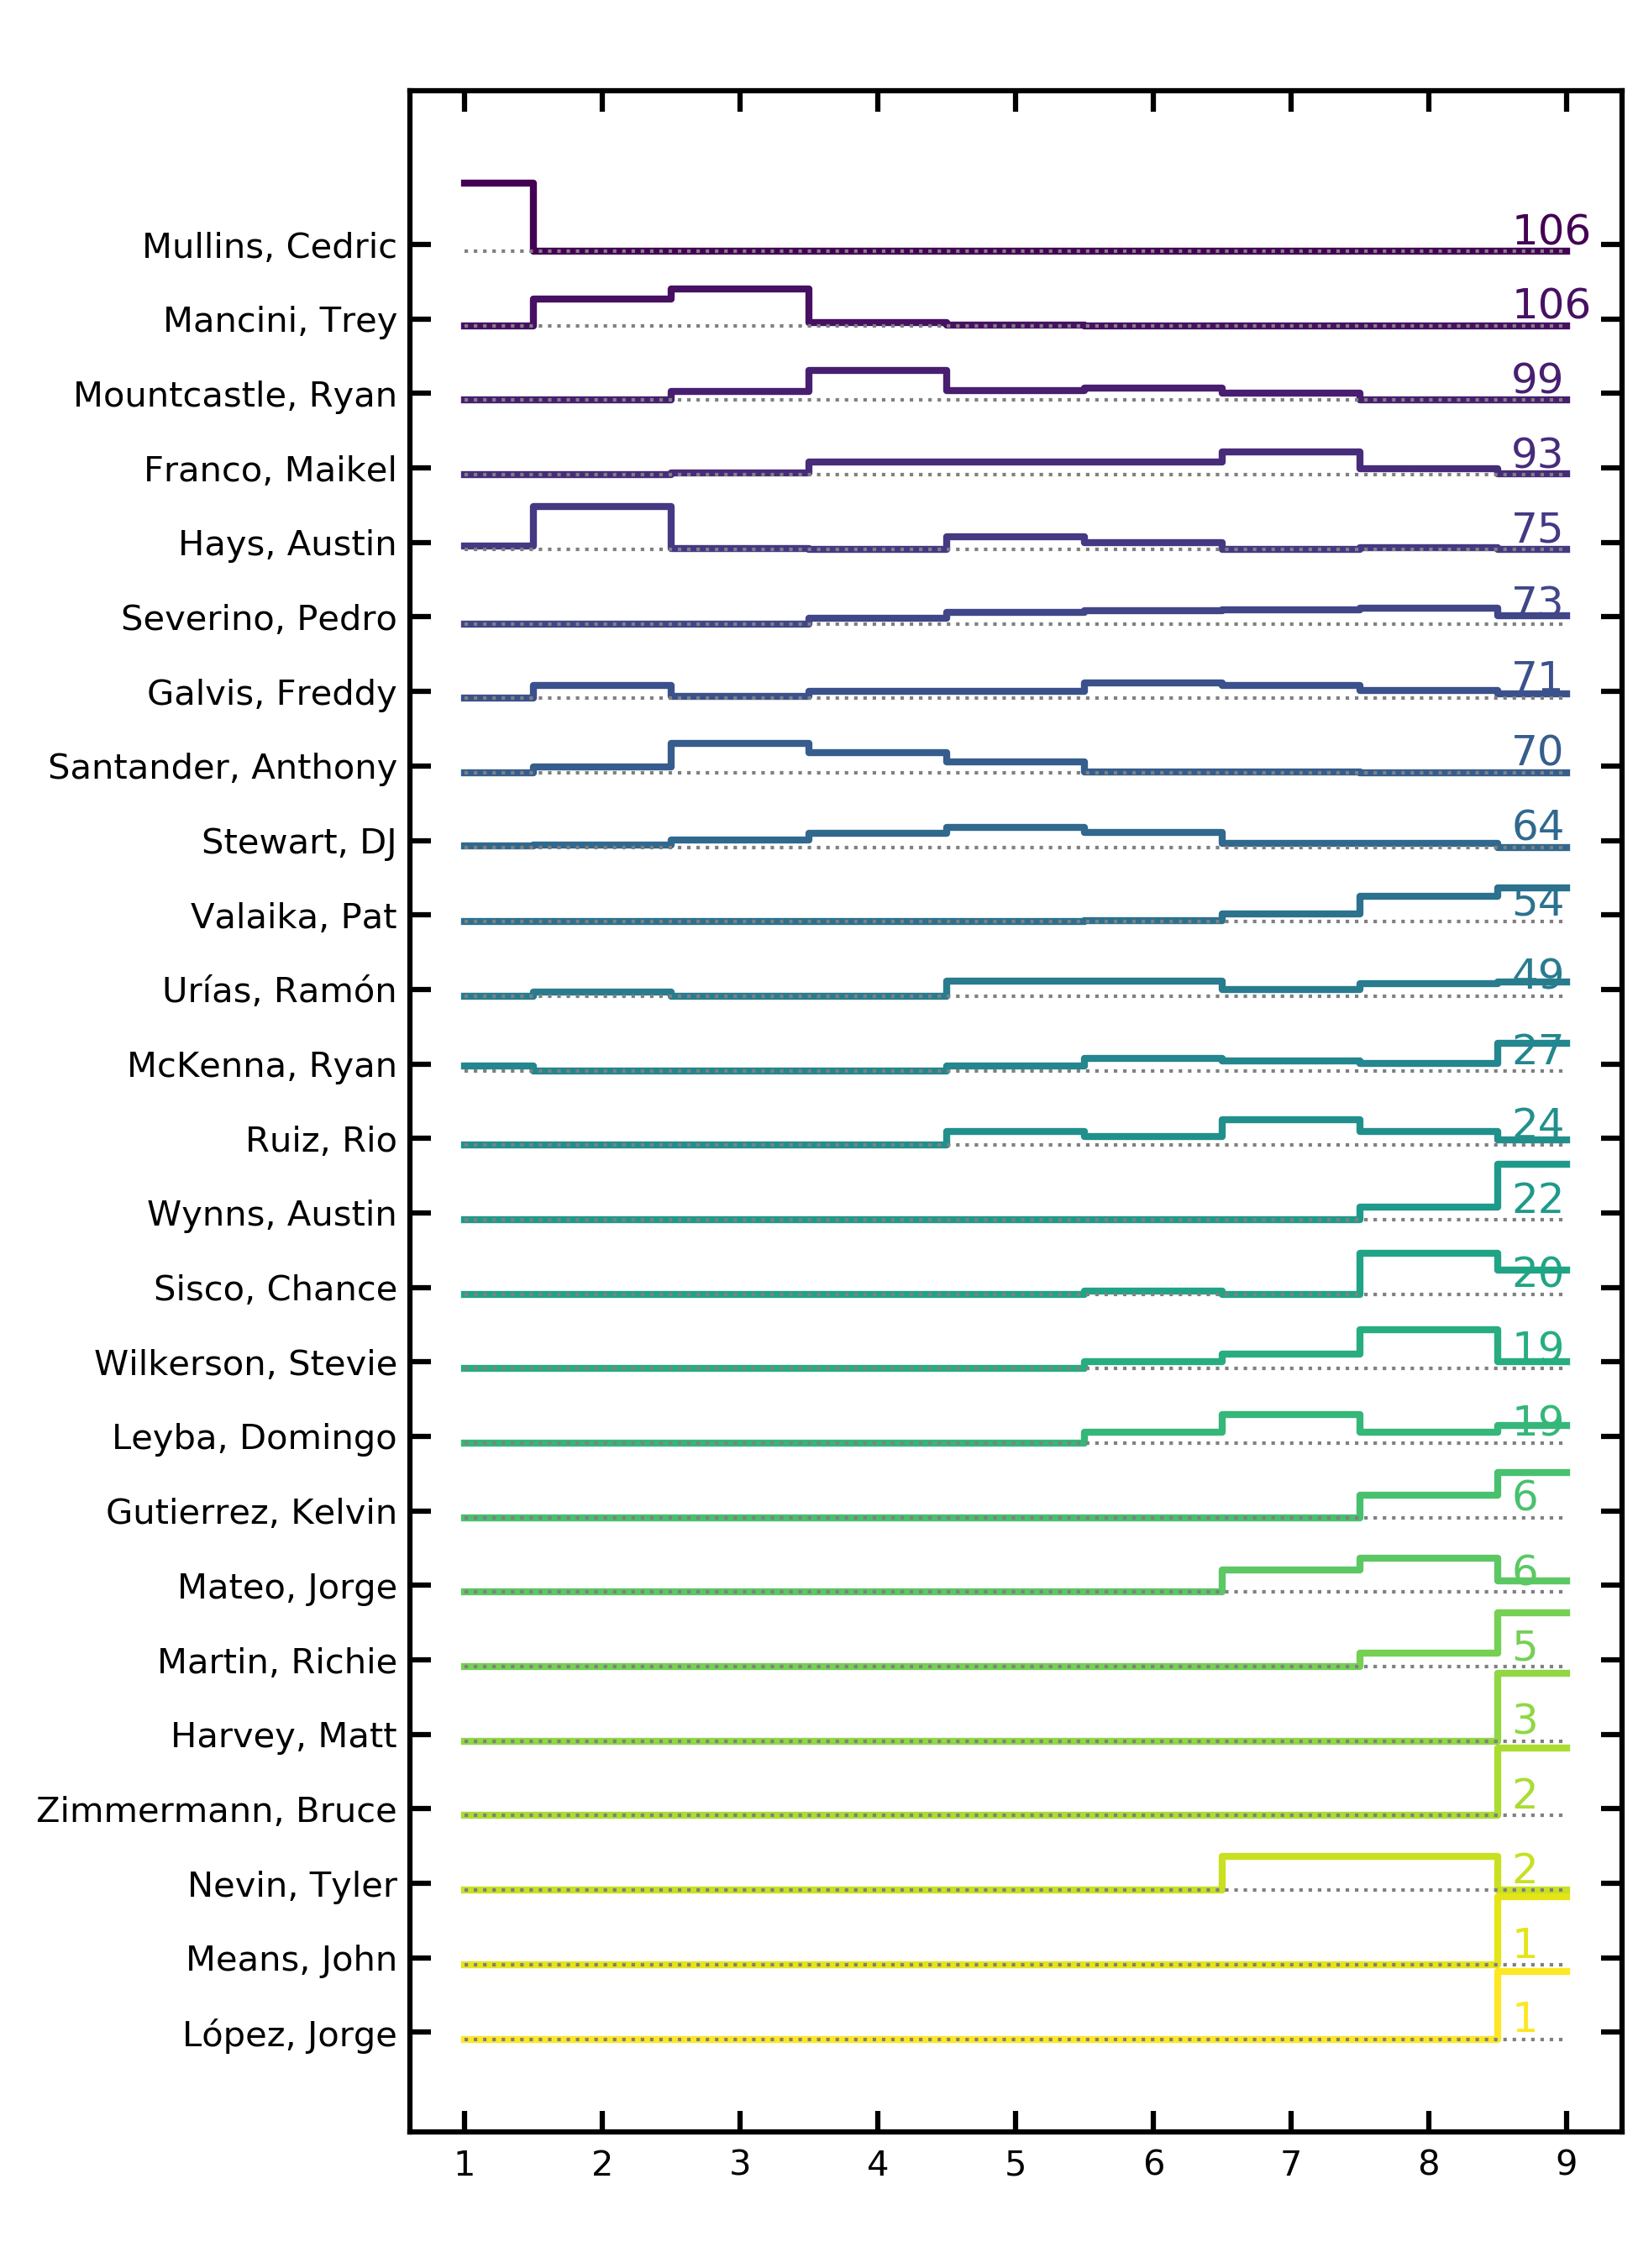 Mullins, Cedric 106
Mancini, Trey 106
Mountcastle, Ryan 99
Franco, Maikel 93
Hays, Austin 75
Severino, Pedro 73
Galvis, Freddy 71
Santander, Anthony 70
Stewart, DJ 64
Valaika, Pat 54
Urías, Ramón 49
McKenna, Ryan 27
Ruiz, Rio 24
Wynns, Austin 22
Sisco, Chance 20
Wilkerson, Stevie 19
Leyba, Domingo 19
Gutierrez, Kelvin 6
Mateo, Jorge 6
Martin, Richie 5
Harvey, Matt 3
Zimmermann, Bruce 2
Nevin, Tyler 2
Means, John 1
López, Jorge 1
1 2 3 4 5 6 7 8 9